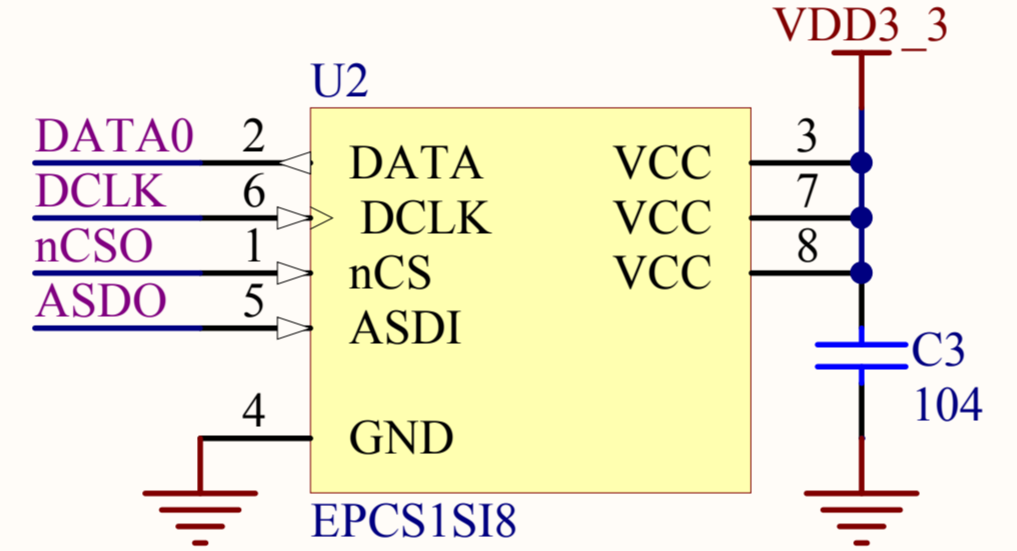 VDD3_3
U2
DATA0 2 DATA VCC 3
DCLK 6 DCLK VCC 7
nCSO 1 nCS VCC 8
ASDO 5 ASDI
C3
104
4 GND
EPCS1SI8